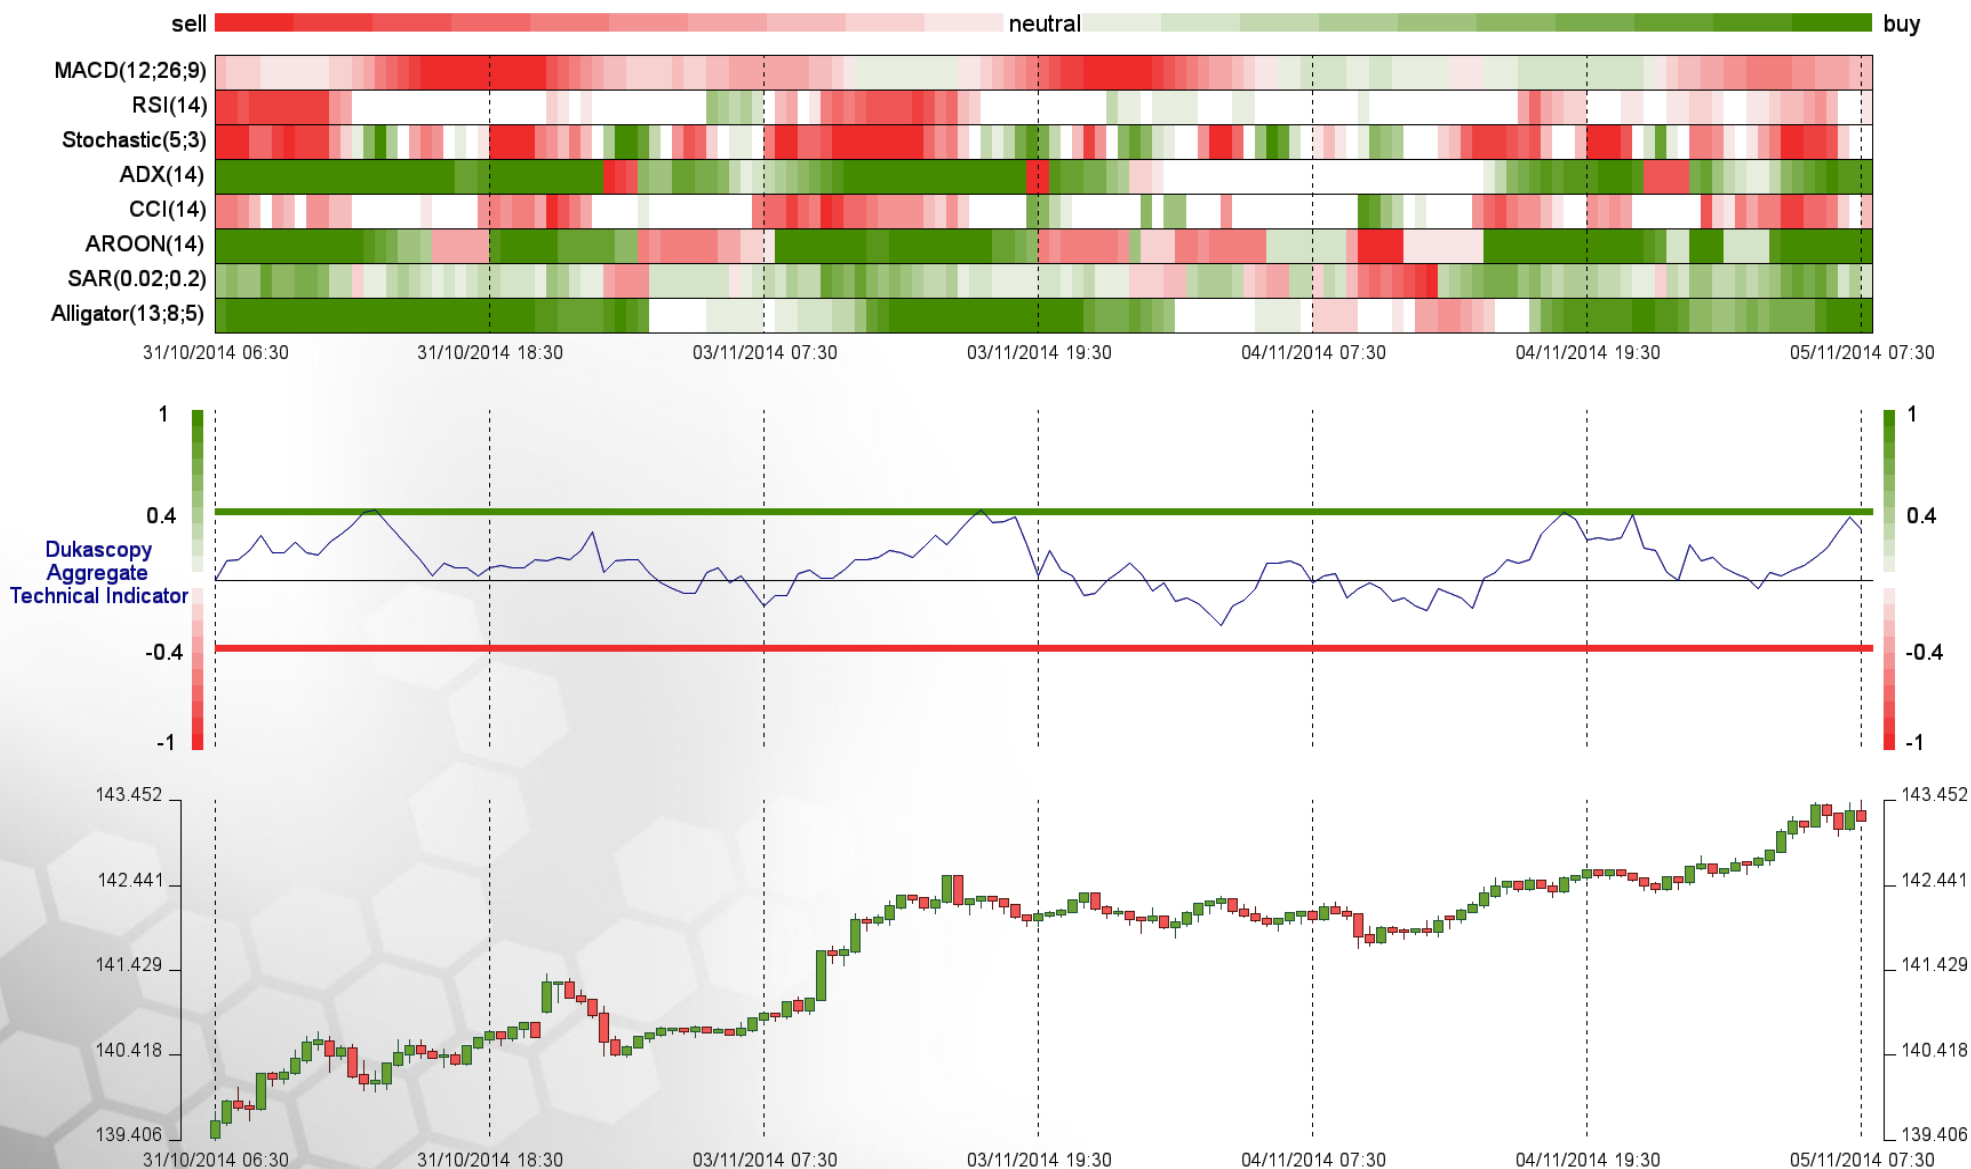 sell neutral buy
MACD(12;26;9)
RSI(14)
Stochastic(5;3)
ADX(14)
CCI(14)
AROON(14)
SAR(0.02;0.2)
Alligator(13;8;5)
31/10/2014 06:30 31/10/2014 18:30 03/11/2014 07:30 03/11/2014 19:30 04/11/2014 07:30 04/11/2014 19:30 05/11/2014 07:30
1 1
0.4 0.4
Dukascopy
Aggregate
Technical Indicator
-0.4 -0.4
-1 -1
143.452 143.452
142.441 142.441
141.429 141.429
140.418 140.418
139.406 139.406
31/10/2014 06:30 31/10/2014 18:30 03/11/2014 07:30 03/11/2014 19:30 04/11/2014 07:30 04/11/2014 19:30 05/11/2014 07:30